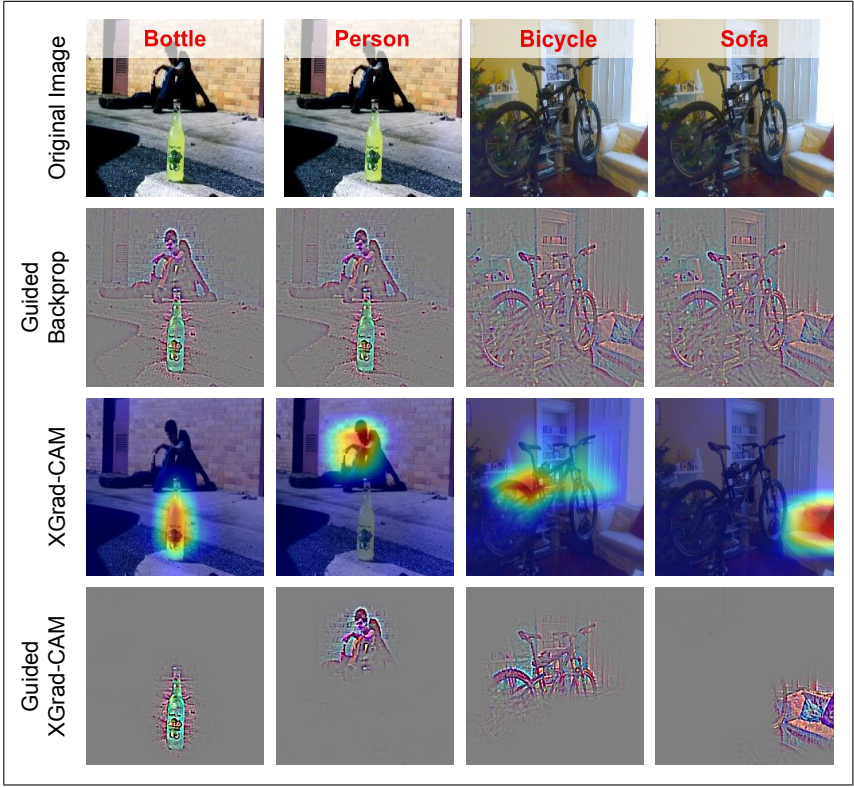 Bottle
Person
Bicycle
Sofa
Original Image
Guided
Backprop
XGrad-CAM
Guided
XGrad-CAM